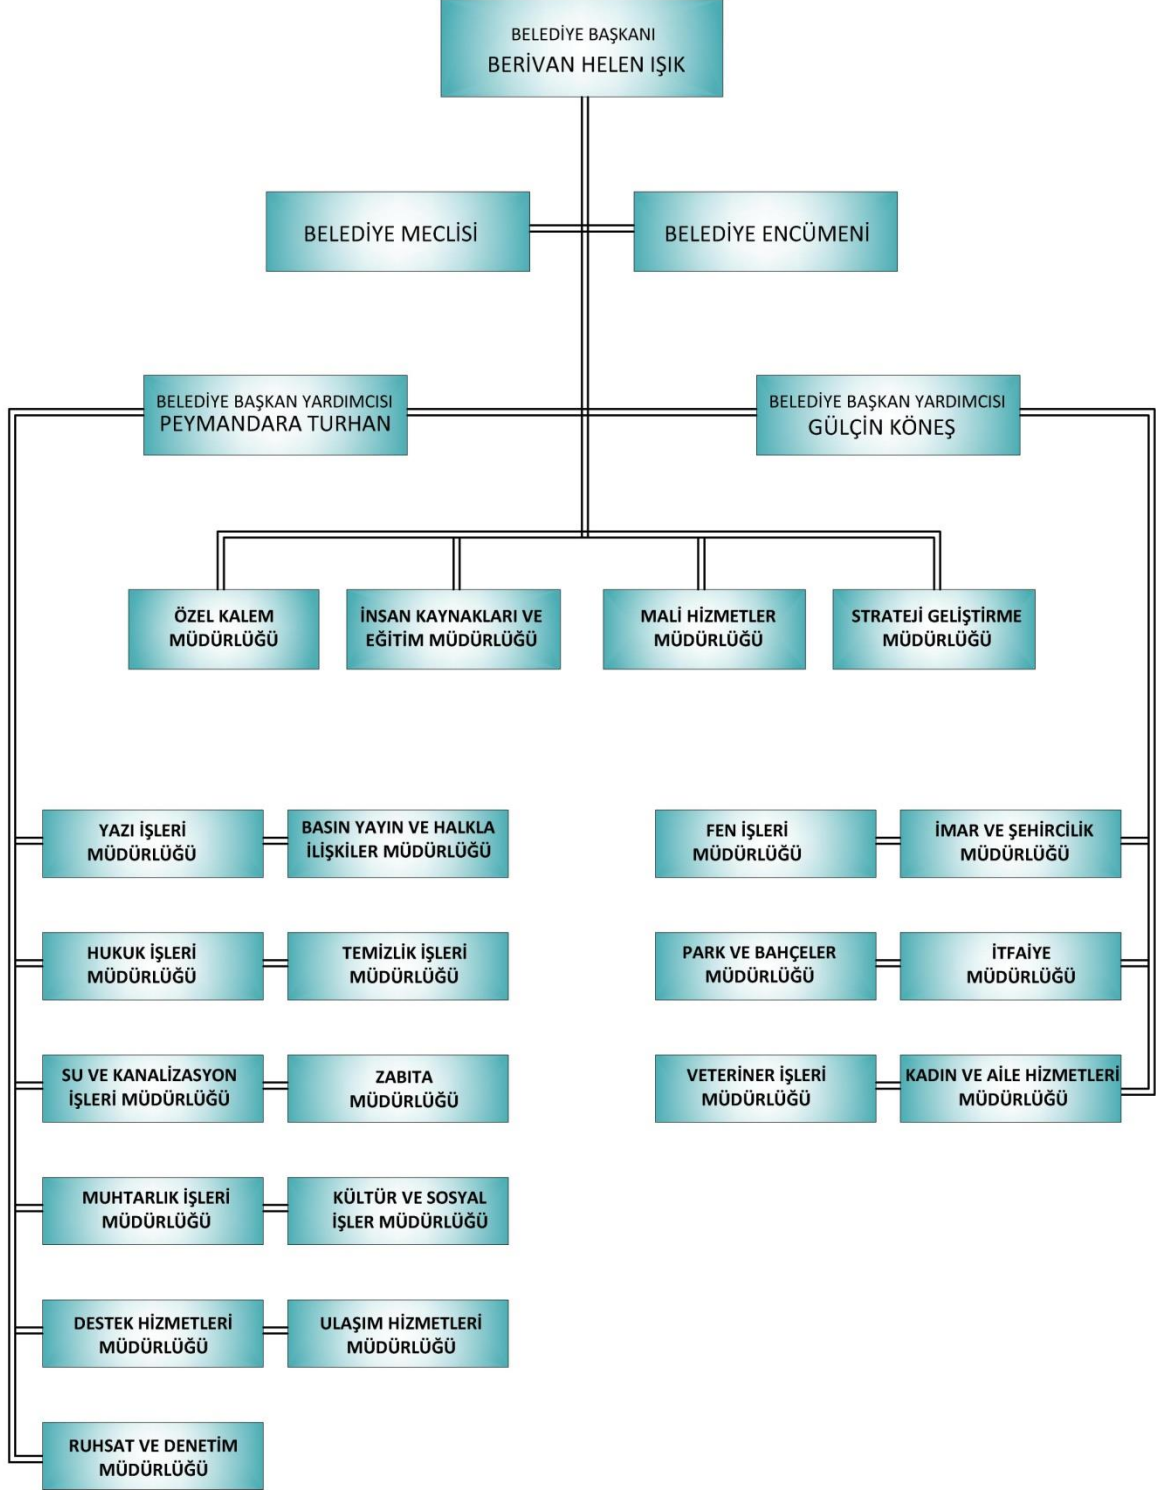 BELEDİYE BAŞKANI
BERİVAN HELEN IŞIK
BELEDİYE MECLİSİ
BELEDİYE ENCÜMENİ
BELEDİYE BAŞKAN YARDIMCISI
PEYMANDARA TURHAN
BELEDİYE BAŞKAN YARDIMCISI
GÜLÇİN KÖNEŞ
ÖZEL KALEM
MÜDÜRLÜĞÜ
İNSAN KAYNAKLARI VE
EĞİTİM MÜDÜRLÜĞÜ
MALİ HİZMETLER
MÜDÜRLÜĞÜ
STRATEJİ GELİŞTİRME
MÜDÜRLÜĞÜ
YAZI İŞLERİ
MÜDÜRLÜĞÜ
BASIN YAYIN VE HALKLA
İLİŞKİLER MÜDÜRLÜĞÜ
FEN İŞLERİ
MÜDÜRLÜĞÜ
İMAR VE ŞEHİRCİLİK
MÜDÜRLÜĞÜ
HUKUK İŞLERİ
MÜDÜRLÜĞÜ
TEMİZLİK İŞLERİ
MÜDÜRLÜĞÜ
PARK VE BAHÇELER
MÜDÜRLÜĞÜ
İTFAİYE
MÜDÜRLÜĞÜ
SU VE KANALİZASYON
İŞLERİ MÜDÜRLÜĞÜ
ZABITA
MÜDÜRLÜĞÜ
VETERİNER İŞLERİ
MÜDÜRLÜĞÜ
KADIN VE AİLE HİZMETLERİ
MÜDÜRLÜĞÜ
MUHTARLIK İŞLERİ
MÜDÜRLÜĞÜ
KÜLTÜR VE SOSYAL
İŞLER MÜDÜRLÜĞÜ
DESTEK HİZMETLERİ
MÜDÜRLÜĞÜ
ULAŞIM HİZMETLERİ
MÜDÜRLÜĞÜ
RUHSAT VE DENETİM
MÜDÜRLÜĞÜ